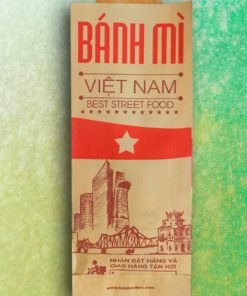 BÁNH MÌ
VIỆT NAM
BEST STREET FOOD
NHẬN ĐẶT HÀNG VÀ
GIAO HÀNG TẬN NƠI